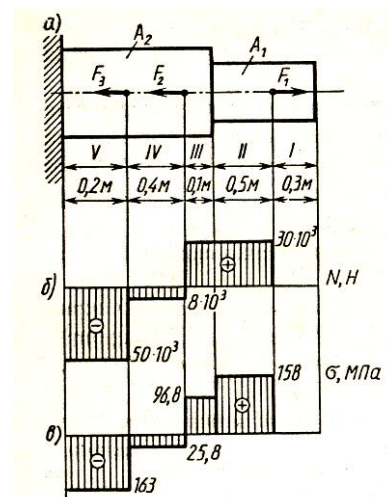 а)
A₂
A₁
F₃ F₂ F₁
V IV III II I
0,2м 0,4м 0,1м 0,5м 0,3м
30·10³
б)
N, Н
8·10³
50·10³
158
96,8
σ, МПа
в)
25,8
163